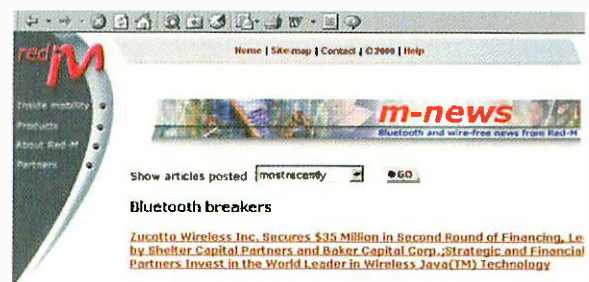 red M
Home | Site map | Contact | ©2000 | Help
Inside mobility
Products
About Red-M
Partners
m-news
Bluetooth and wire-free news from Red-M
Show articles posted most recently GO
Bluetooth breakers
Zucotto Wireless Inc. Secures $35 Million in Second Round of Financing, Le
by Shelter Capital Partners and Baker Capital Corp.;Strategic and Financial
Partners Invest in the World Leader in Wireless Java(TM) Technology